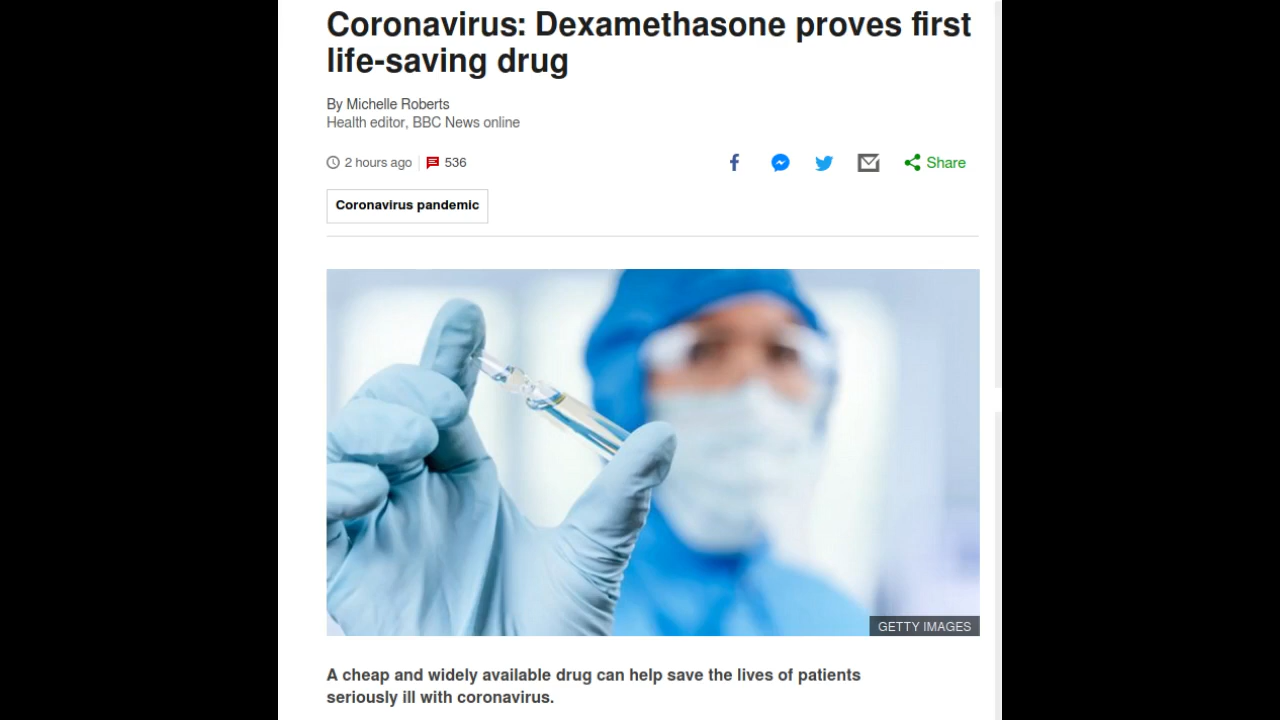 Coronavirus: Dexamethasone proves first
life-saving drug
By Michelle Roberts
Health editor, BBC News online
2 hours ago
536
Share
Coronavirus pandemic
GETTY IMAGES
A cheap and widely available drug can help save the lives of patients
seriously ill with coronavirus.